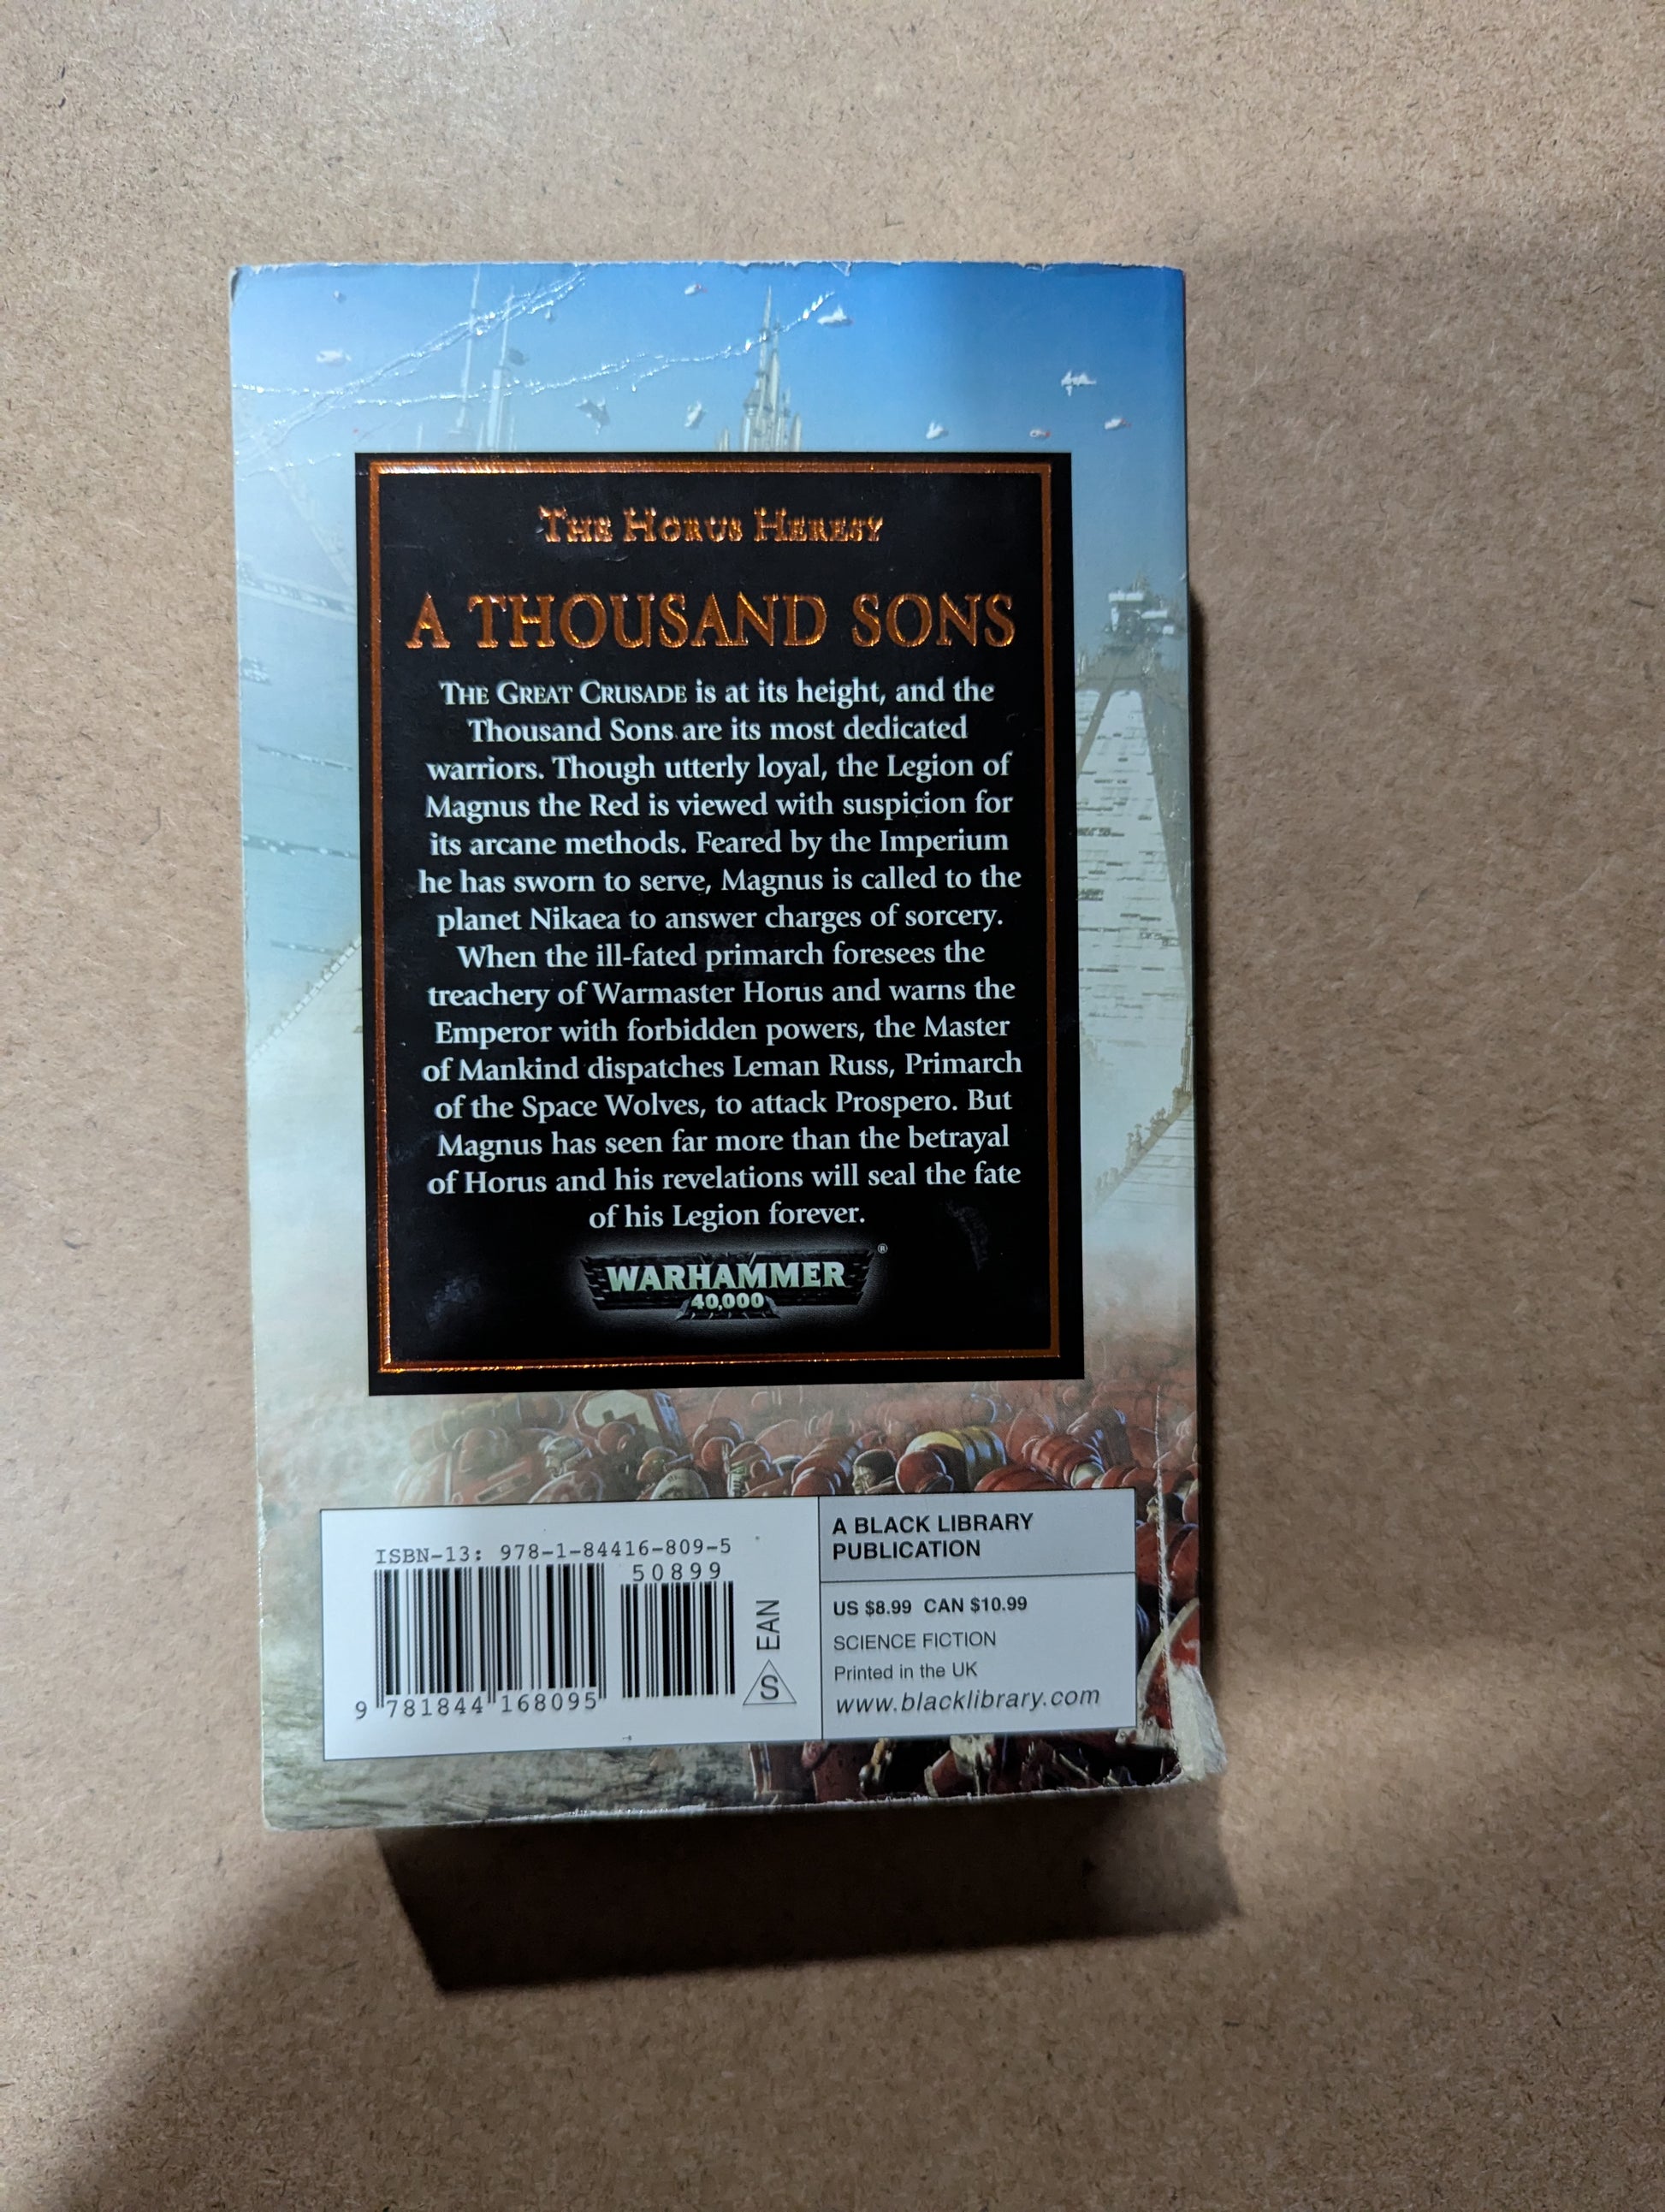 THE HORUS HERESY
A THOUSAND SONS
THE GREAT CRUSADE is at its height, and the
Thousand Sons are its most dedicated
warriors. Though utterly loyal, the Legion of
Magnus the Red is viewed with suspicion for
its arcane methods. Feared by the Imperium
he has sworn to serve, Magnus is called to the
planet Nikaea to answer charges of sorcery.
When the ill-fated primarch foresees the
treachery of Warmaster Horus and warns the
Emperor with forbidden powers, the Master
of Mankind dispatches Leman Russ, Primarch
of the Space Wolves, to attack Prospero. But
Magnus has seen far more than the betrayal
of Horus and his revelations will seal the fate
of his Legion forever.
WARHAMMER®
40,000
ISBN-13: 978-1-84416-809-5
50899
9 781844 168095
EAN
S
A BLACK LIBRARY
PUBLICATION
US $8.99 CAN $10.99
SCIENCE FICTION
Printed in the UK
www.blacklibrary.com